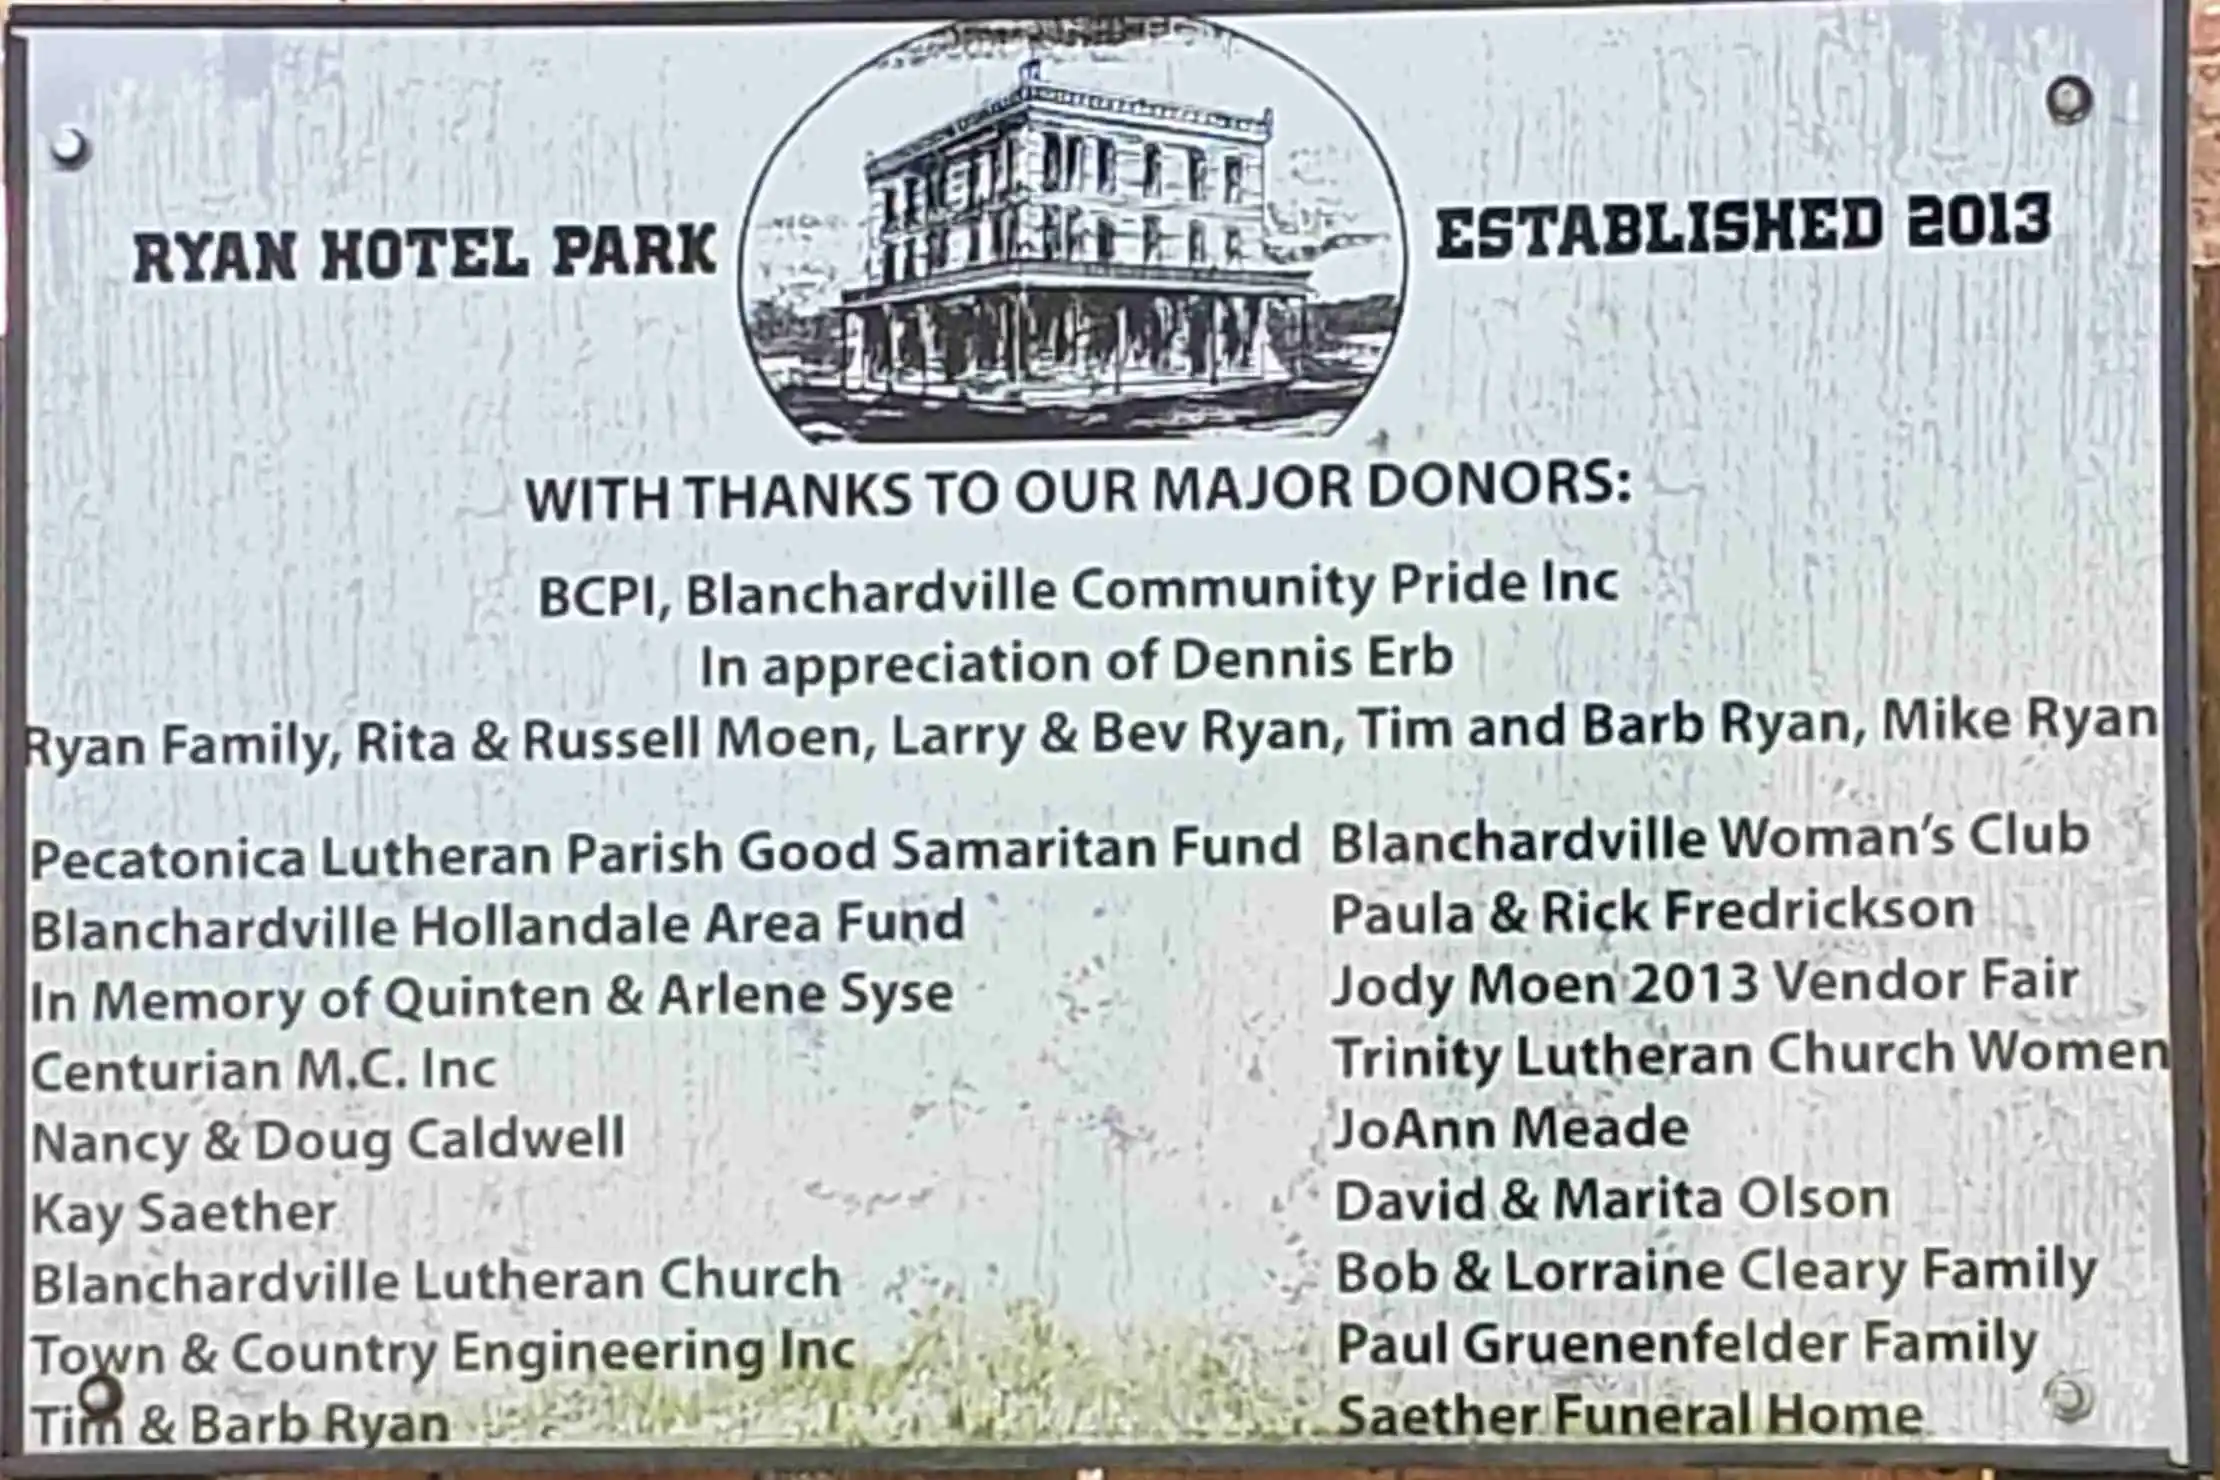 RYAN HOTEL PARK
ESTABLISHED 2013
WITH THANKS TO OUR MAJOR DONORS:
BCPI, Blanchardville Community Pride Inc
In appreciation of Dennis Erb
Ryan Family, Rita & Russell Moen, Larry & Bev Ryan, Tim and Barb Ryan, Mike Ryan
Pecatonica Lutheran Parish Good Samaritan Fund
Blanchardville Hollandale Area Fund
In Memory of Quinten & Arlene Syse
Centurian M.C. Inc
Nancy & Doug Caldwell
Kay Saether
Blanchardville Lutheran Church
Town & Country Engineering Inc
Tim & Barb Ryan
Blanchardville Woman's Club
Paula & Rick Fredrickson
Jody Moen 2013 Vendor Fair
Trinity Lutheran Church Women
JoAnn Meade
David & Marita Olson
Bob & Lorraine Cleary Family
Paul Gruenenfelder Family
Saether Funeral Home